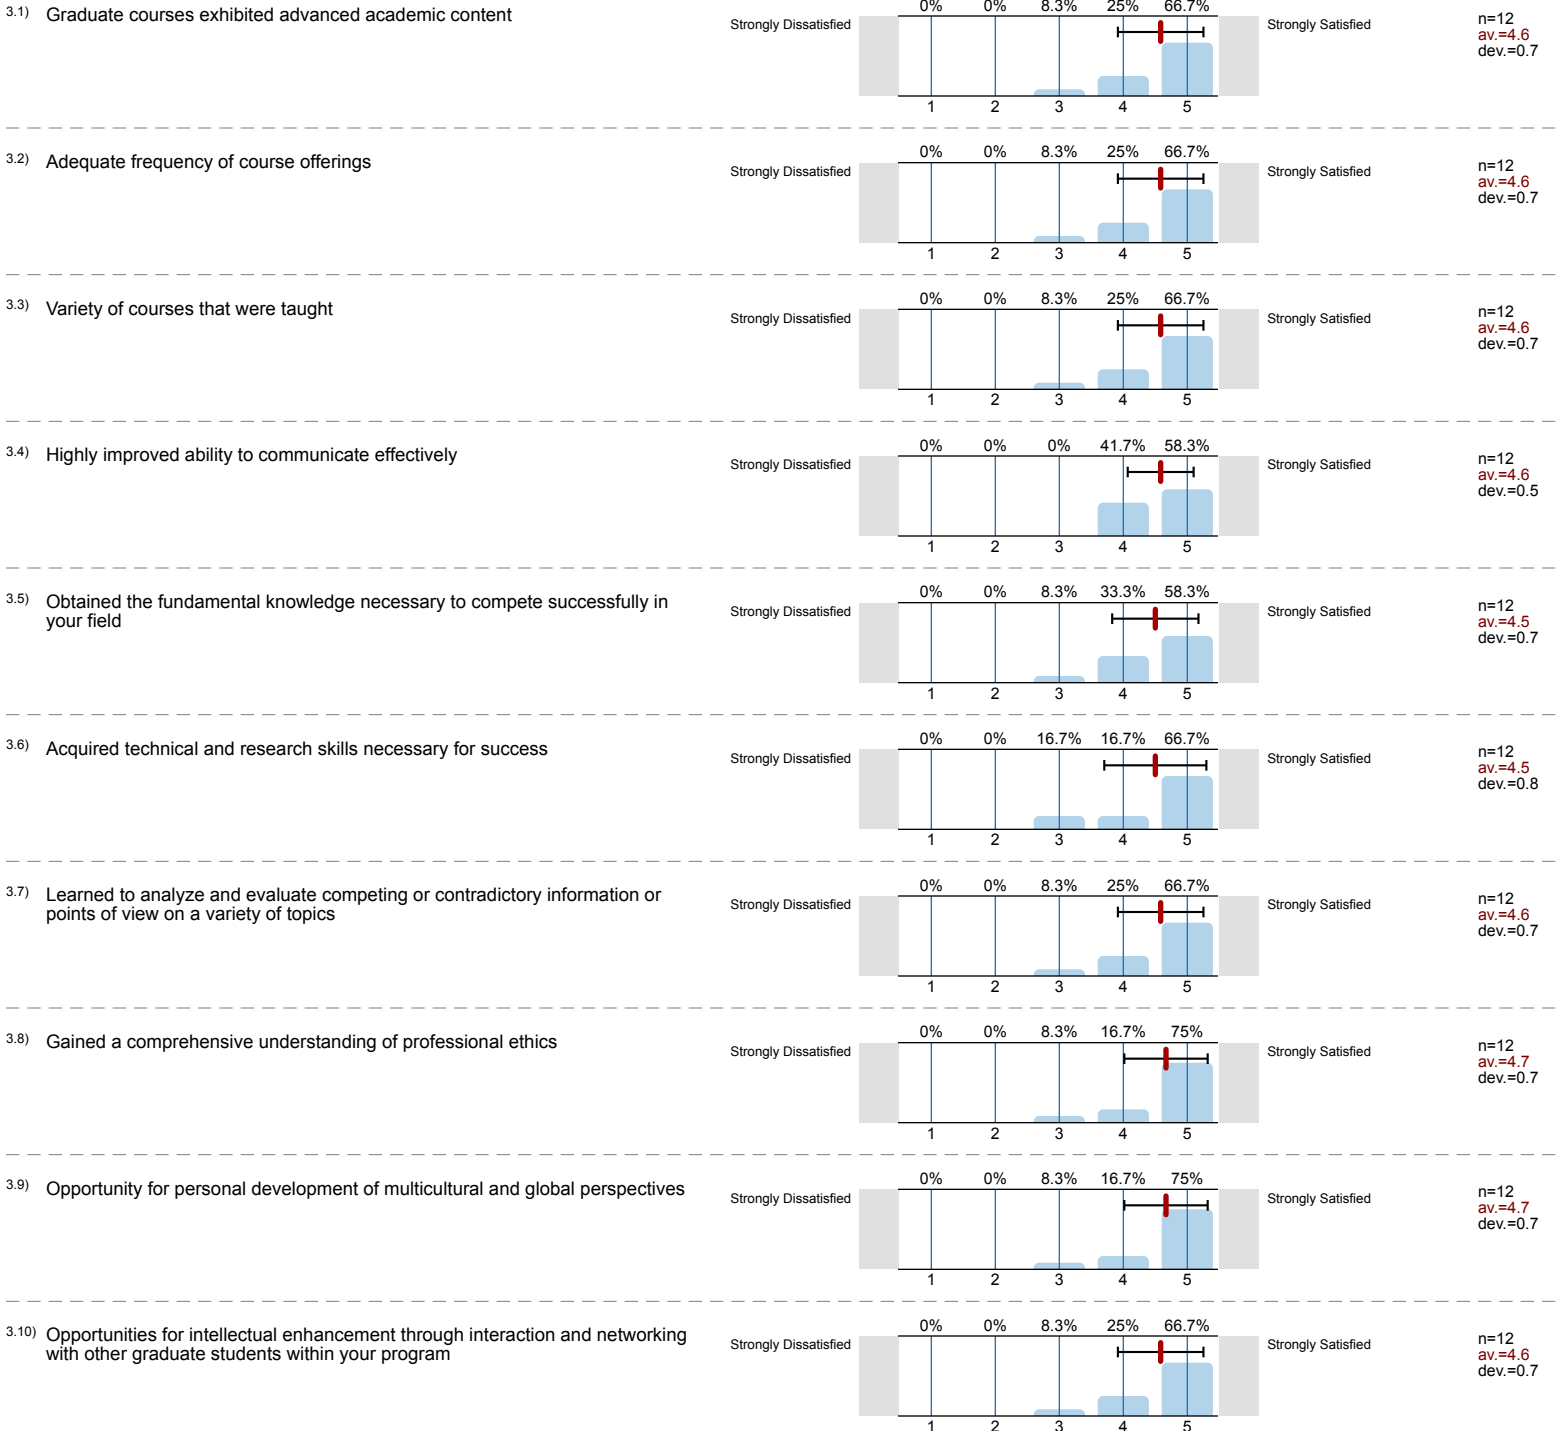 3.1) Graduate courses exhibited advanced academic content
Strongly Dissatisfied
0% 0% 8.3% 25% 66.7%
1 2 3 4 5
Strongly Satisfied
n=12
av.=4.6
dev.=0.7
3.2) Adequate frequency of course offerings
Strongly Dissatisfied
0% 0% 8.3% 25% 66.7%
1 2 3 4 5
Strongly Satisfied
n=12
av.=4.6
dev.=0.7
3.3) Variety of courses that were taught
Strongly Dissatisfied
0% 0% 8.3% 25% 66.7%
1 2 3 4 5
Strongly Satisfied
n=12
av.=4.6
dev.=0.7
3.4) Highly improved ability to communicate effectively
Strongly Dissatisfied
0% 0% 0% 41.7% 58.3%
1 2 3 4 5
Strongly Satisfied
n=12
av.=4.6
dev.=0.5
3.5) Obtained the fundamental knowledge necessary to compete successfully in
your field
Strongly Dissatisfied
0% 0% 8.3% 33.3% 58.3%
1 2 3 4 5
Strongly Satisfied
n=12
av.=4.5
dev.=0.7
3.6) Acquired technical and research skills necessary for success
Strongly Dissatisfied
0% 0% 16.7% 16.7% 66.7%
1 2 3 4 5
Strongly Satisfied
n=12
av.=4.5
dev.=0.8
3.7) Learned to analyze and evaluate competing or contradictory information or
points of view on a variety of topics
Strongly Dissatisfied
0% 0% 8.3% 25% 66.7%
1 2 3 4 5
Strongly Satisfied
n=12
av.=4.6
dev.=0.7
3.8) Gained a comprehensive understanding of professional ethics
Strongly Dissatisfied
0% 0% 8.3% 16.7% 75%
1 2 3 4 5
Strongly Satisfied
n=12
av.=4.7
dev.=0.7
3.9) Opportunity for personal development of multicultural and global perspectives
Strongly Dissatisfied
0% 0% 8.3% 16.7% 75%
1 2 3 4 5
Strongly Satisfied
n=12
av.=4.7
dev.=0.7
3.10) Opportunities for intellectual enhancement through interaction and networking
with other graduate students within your program
Strongly Dissatisfied
0% 0% 8.3% 25% 66.7%
1 2 3 4 5
Strongly Satisfied
n=12
av.=4.6
dev.=0.7